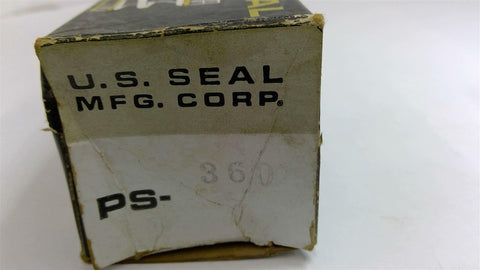 U.S. SEAL
MFG. CORP.
PS- 360